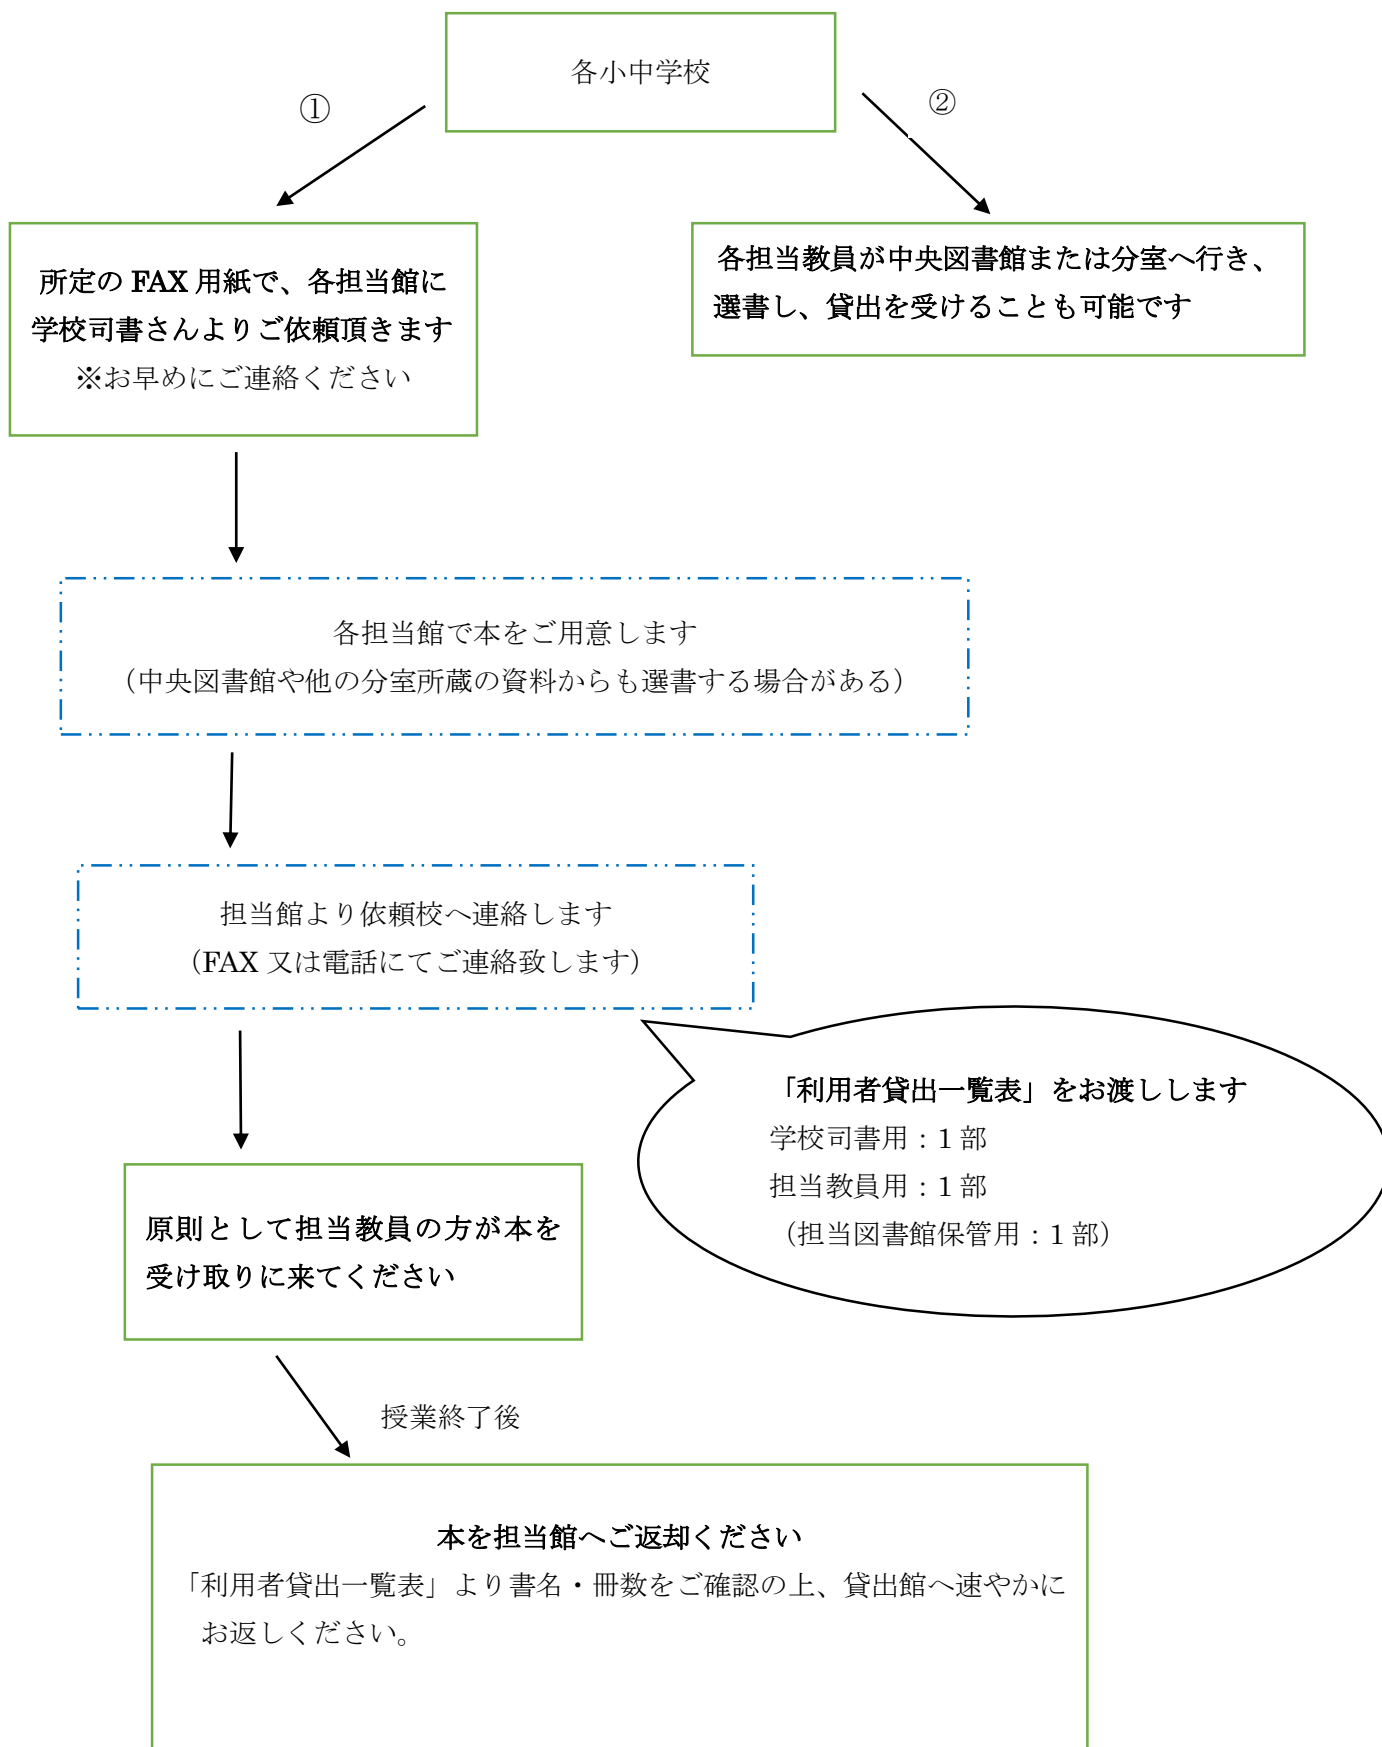 各小中学校
①
②
所定の FAX 用紙で、各担当館に
学校司書さんよりご依頼頂きます
※お早めにご連絡ください
各担当教員が中央図書館または分室へ行き、
選書し、貸出を受けることも可能です
各担当館で本をご用意します
（中央図書館や他の分室所蔵の資料からも選書する場合がある）
担当館より依頼校へ連絡します
（FAX 又は電話にてご連絡致します）
「利用者貸出一覧表」をお渡しします
学校司書用：1 部
担当教員用：1 部
（担当図書館保管用：1 部）
原則として担当教員の方が本を
受け取りに来てください
授業終了後
本を担当館へご返却ください
「利用者貸出一覧表」より書名・冊数をご確認の上、貸出館へ速やかに
お返しください。